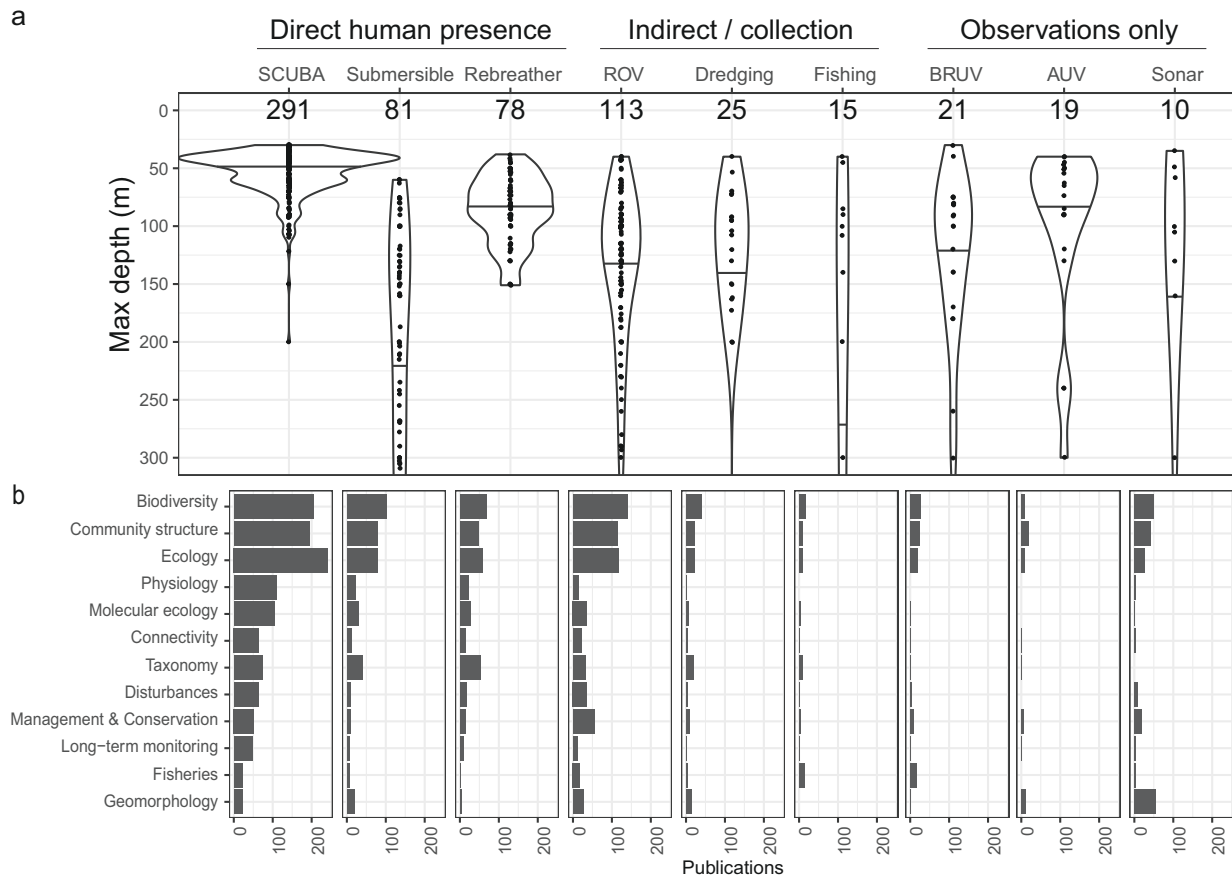 a
Direct human presence
Indirect / collection
Observations only
SCUBA Submersible Rebreather ROV Dredging Fishing BRUV AUV Sonar
291 81 78 113 25 15 21 19 10
Max depth (m)
0
50
100
150
200
250
300
b
Biodiversity
Community structure
Ecology
Physiology
Molecular ecology
Connectivity
Taxonomy
Disturbances
Management & Conservation
Long−term monitoring
Fisheries
Geomorphology
0 100 200 0 100 200 0 100 200 0 100 200 0 100 200 0 100 200 0 100 200 0 100 200 0 100 200
Publications